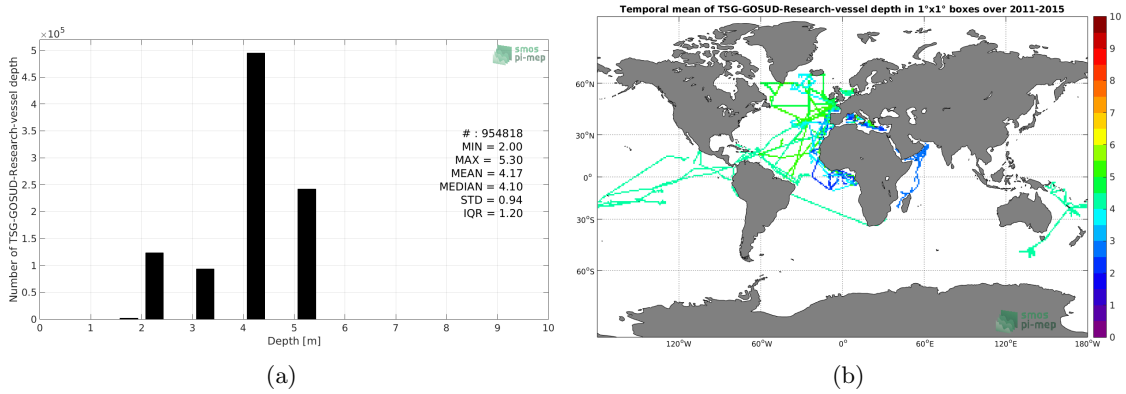 ×10⁵
5
4.5
4
3.5
3
2.5
2
1.5
1
0.5
0
Number of TSG-GOSUD-Research-vessel depth
smos
pi-mep
# : 954818
MIN = 2.00
MAX = 5.30
MEAN = 4.17
MEDIAN = 4.10
STD = 0.94
IQR = 1.20
0 1 2 3 4 5 6 7 8 9 10
Depth [m]
(a)
Temporal mean of TSG-GOSUD-Research-vessel depth in 1°x1° boxes over 2011-2015
60°N
30°N
0°
30°S
60°S
120°W 60°W 0° 60°E 120°E 180°W
smos
pi-mep
10
9
8
7
6
5
4
3
2
1
0
(b)